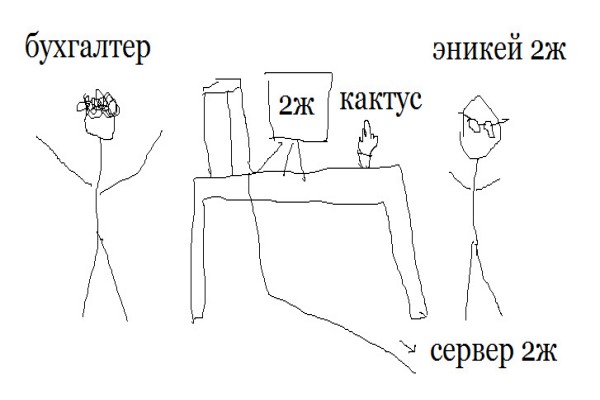 бухгалтер
эникей 2ж
2ж
кактус
сервер 2ж